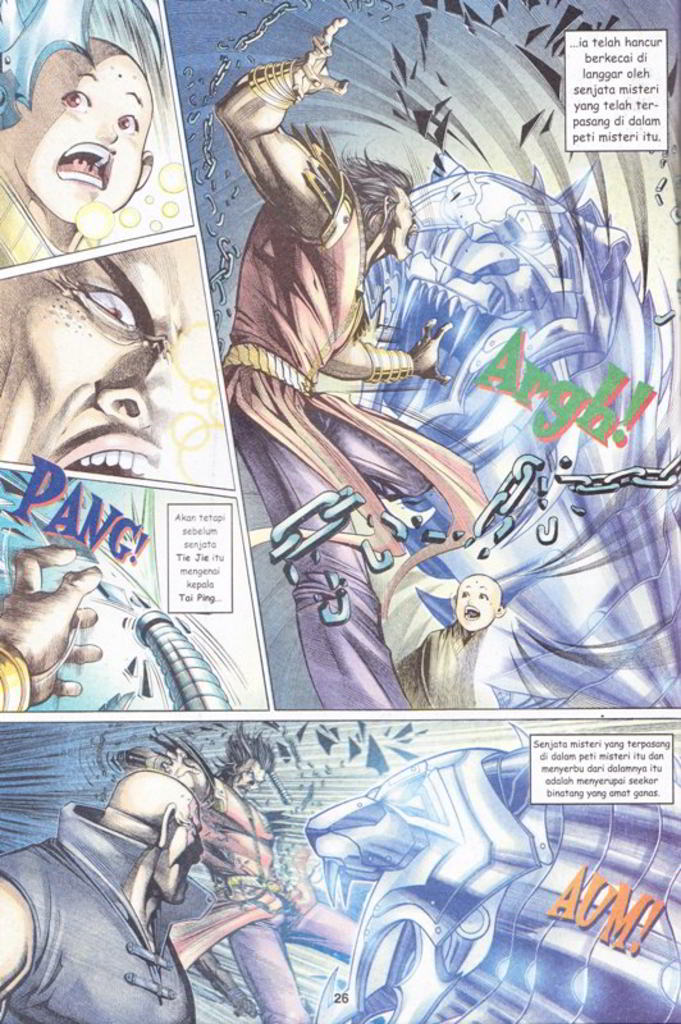 PANG!
Akan tetapi
sebelum
senjata
Tie Jie itu
mengenai
kepala
Tai Ping...
...ia telah hancur
berkecai di
langgar oleh
senjata misteri
yang telah ter-
pasang di dalam
peti misteri itu.
Argh!
Senjata misteri yang terpasang
di dalam peti misteri itu dan
menyerbu dari dalamnya itu
adalah menyerupai seekor
binatang yang amat ganas.
AUM!
26